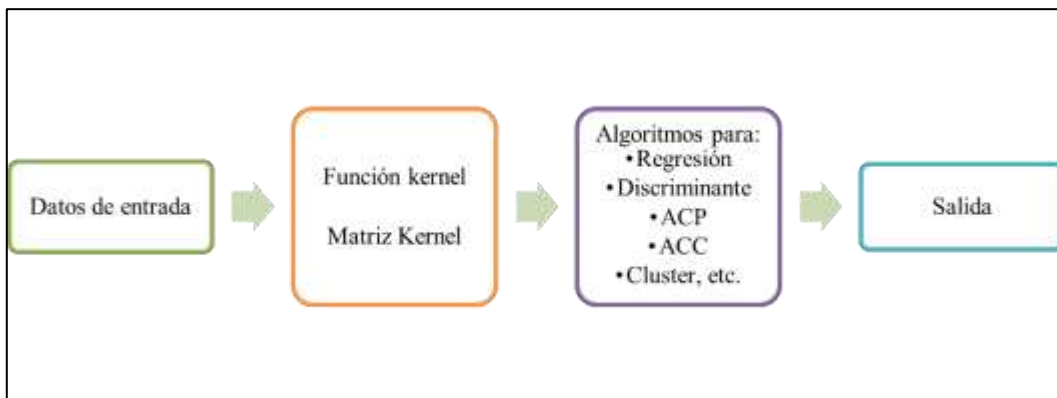 Datos de entrada
Función kernel
Matriz Kernel
Algoritmos para:
•Regresión
•Discriminante
•ACP
•ACC
•Cluster, etc.
Salida